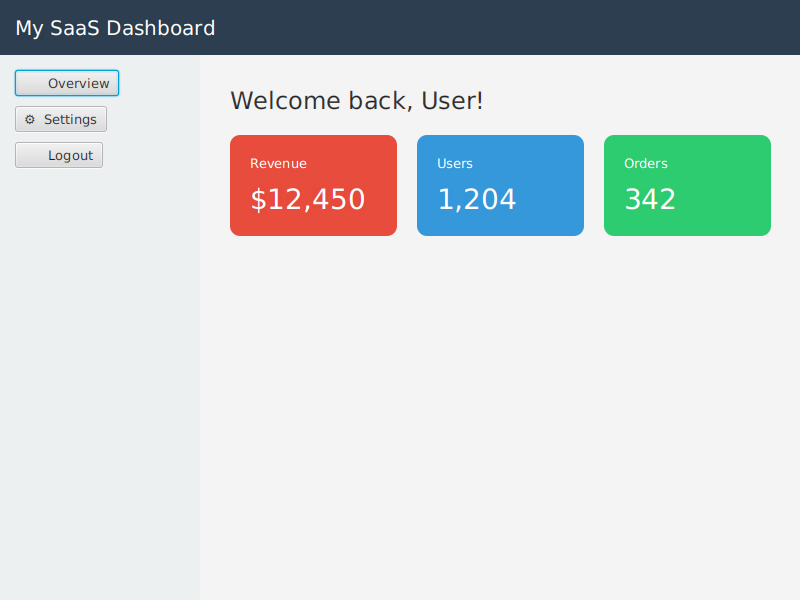 My SaaS Dashboard
Overview
⚙ Settings
Logout
Welcome back, User!
Revenue
$12,450
Users
1,204
Orders
342